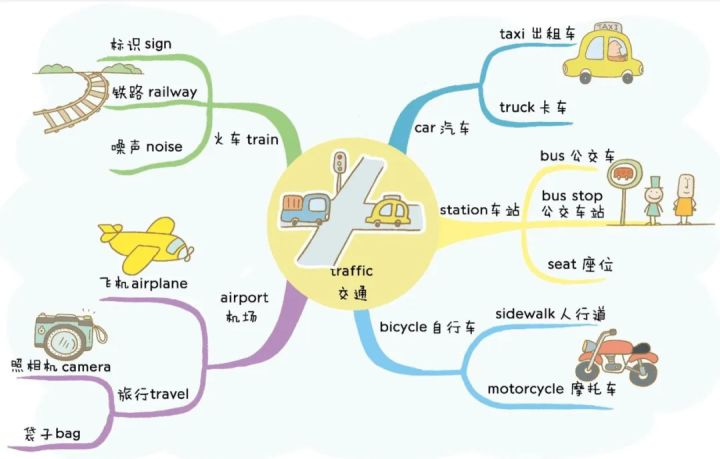 标识 sign
铁路 railway
噪声 noise
火车 train
TAXI
taxi 出租车
truck 卡车
car 汽车
bus 公交车
bus stop
公交车站
seat 座位
station 车站
traffic
交通
飞机 airplane
airport
机场
照相机 camera
旅行 travel
袋子 bag
bicycle 自行车
sidewalk 人行道
motorcycle 摩托车